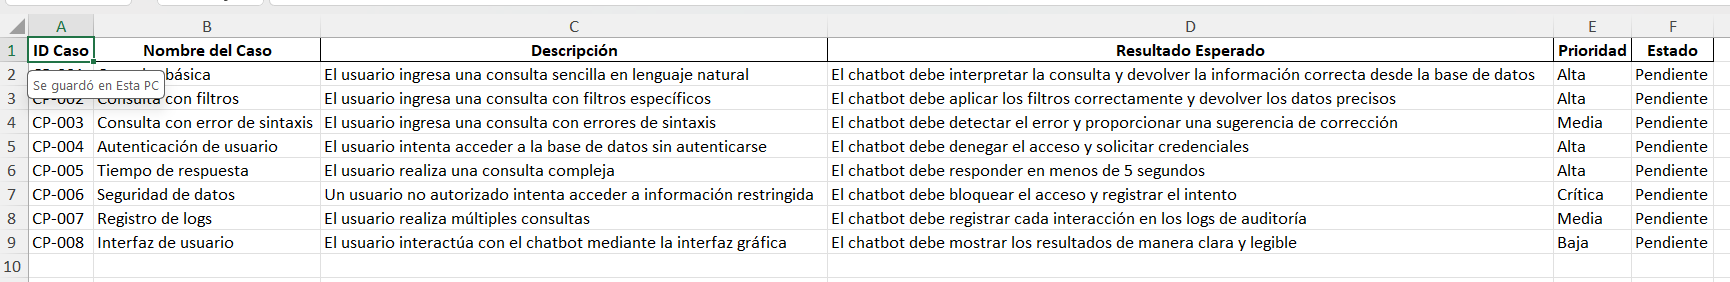 A B C D E F
1 ID Caso Nombre del Caso Descripción Resultado Esperado Prioridad Estado
2 básica El usuario ingresa una consulta sencilla en lenguaje natural El chatbot debe interpretar la consulta y devolver la información correcta desde la base de datos Alta Pendiente
Se guardó en Esta PC
3 CP-002 Consulta con filtros El usuario ingresa una consulta con filtros específicos El chatbot debe aplicar los filtros correctamente y devolver los datos precisos Alta Pendiente
4 CP-003 Consulta con error de sintaxis El usuario ingresa una consulta con errores de sintaxis El chatbot debe detectar el error y proporcionar una sugerencia de corrección Media Pendiente
5 CP-004 Autenticación de usuario El usuario intenta acceder a la base de datos sin autenticarse El chatbot debe denegar el acceso y solicitar credenciales Alta Pendiente
6 CP-005 Tiempo de respuesta El usuario realiza una consulta compleja El chatbot debe responder en menos de 5 segundos Alta Pendiente
7 CP-006 Seguridad de datos Un usuario no autorizado intenta acceder a información restringida El chatbot debe bloquear el acceso y registrar el intento Crítica Pendiente
8 CP-007 Registro de logs El usuario realiza múltiples consultas El chatbot debe registrar cada interacción en los logs de auditoría Media Pendiente
9 CP-008 Interfaz de usuario El usuario interactúa con el chatbot mediante la interfaz gráfica El chatbot debe mostrar los resultados de manera clara y legible Baja Pendiente
10